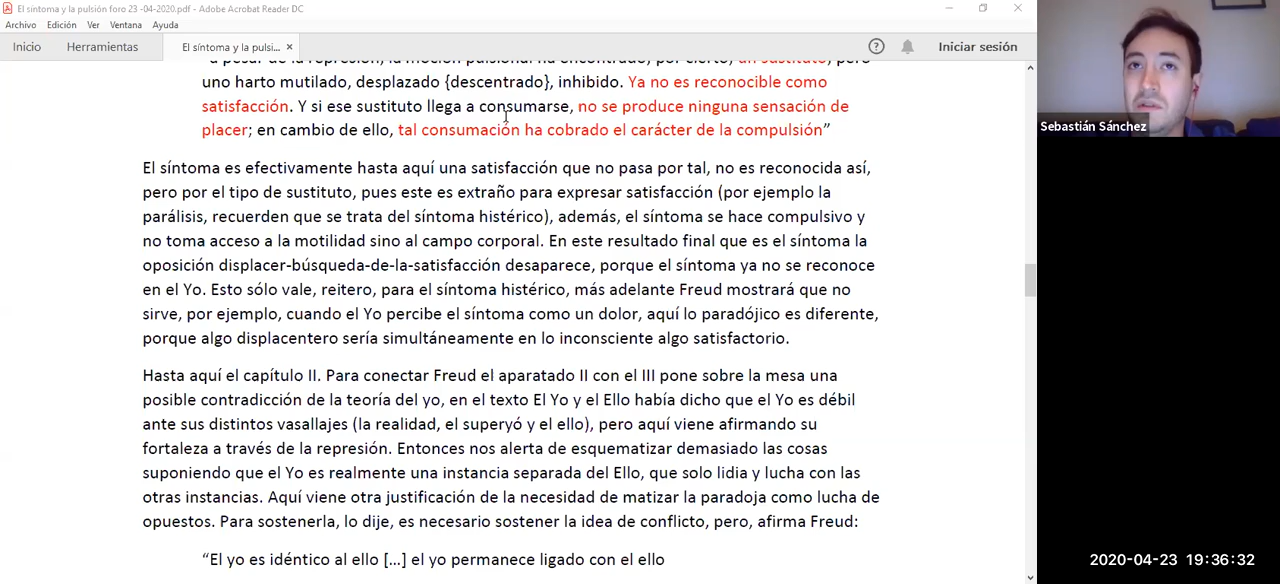 El síntoma y la pulsión foro 23 -04-2020.pdf - Adobe Acrobat Reader DC
Archivo Edición Ver Ventana Ayuda
Inicio Herramientas El síntoma y la pulsi... × ? Iniciar sesión
a pesar de la represión, la moción pulsional ha encontrado, por cierto, un sustituto, pero
uno harto mutilado, desplazado {descentrado}, inhibido. Ya no es reconocible como
satisfacción. Y si ese sustituto llega a consumarse, no se produce ninguna sensación de
placer; en cambio de ello, tal consumación ha cobrado el carácter de la compulsión”
El síntoma es efectivamente hasta aquí una satisfacción que no pasa por tal, no es reconocida así,
pero por el tipo de sustituto, pues este es extraño para expresar satisfacción (por ejemplo la
parálisis, recuerden que se trata del síntoma histérico), además, el síntoma se hace compulsivo y
no toma acceso a la motilidad sino al campo corporal. En este resultado final que es el síntoma la
oposición displacer-búsqueda-de-la-satisfacción desaparece, porque el síntoma ya no se reconoce
en el Yo. Esto sólo vale, reitero, para el síntoma histérico, más adelante Freud mostrará que no
sirve, por ejemplo, cuando el Yo percibe el síntoma como un dolor, aquí lo paradójico es diferente,
porque algo displacentero sería simultáneamente en lo inconsciente algo satisfactorio.
Hasta aquí el capítulo II. Para conectar Freud el aparatado II con el III pone sobre la mesa una
posible contradicción de la teoría del yo, en el texto El Yo y el Ello había dicho que el Yo es débil
ante sus distintos vasallajes (la realidad, el superyó y el ello), pero aquí viene afirmando su
fortaleza a través de la represión. Entonces nos alerta de esquematizar demasiado las cosas
suponiendo que el Yo es realmente una instancia separada del Ello, que solo lidia y lucha con las
otras instancias. Aquí viene otra justificación de la necesidad de matizar la paradoja como lucha de
opuestos. Para sostenerla, lo dije, es necesario sostener la idea de conflicto, pero, afirma Freud:
“El yo es idéntico al ello [...] el yo permanece ligado con el ello
Sebastián Sánchez
2020-04-23 19:36:32